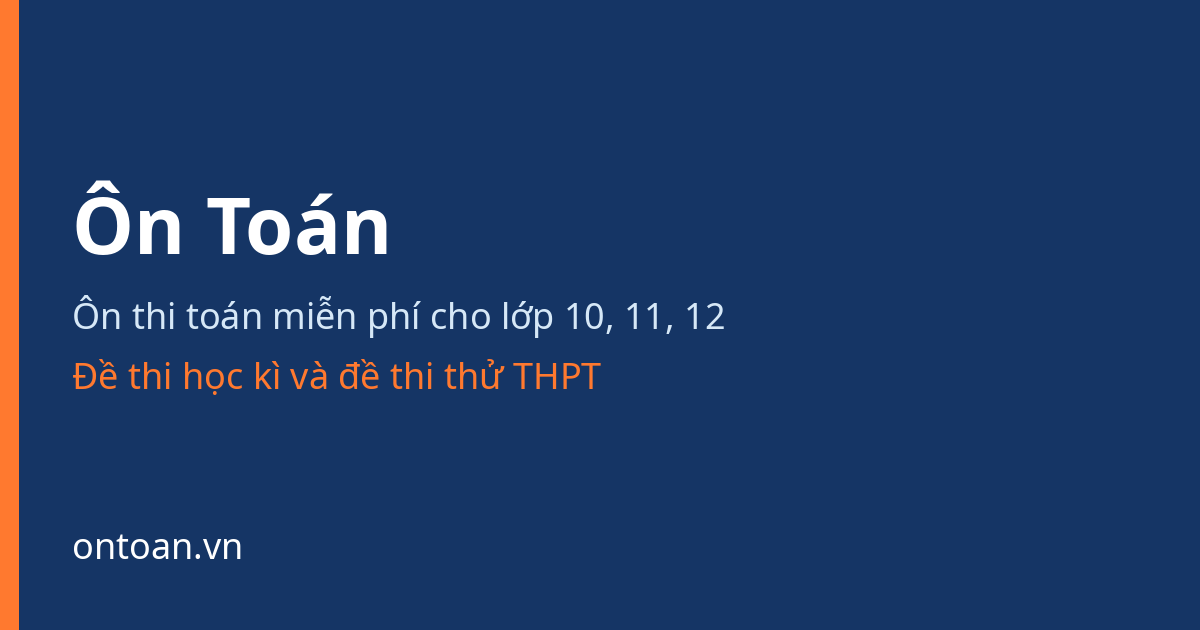 Ôn Toán
Ôn thi toán miễn phí cho lớp 10, 11, 12
Đề thi học kì và đề thi thử THPT
ontoan.vn